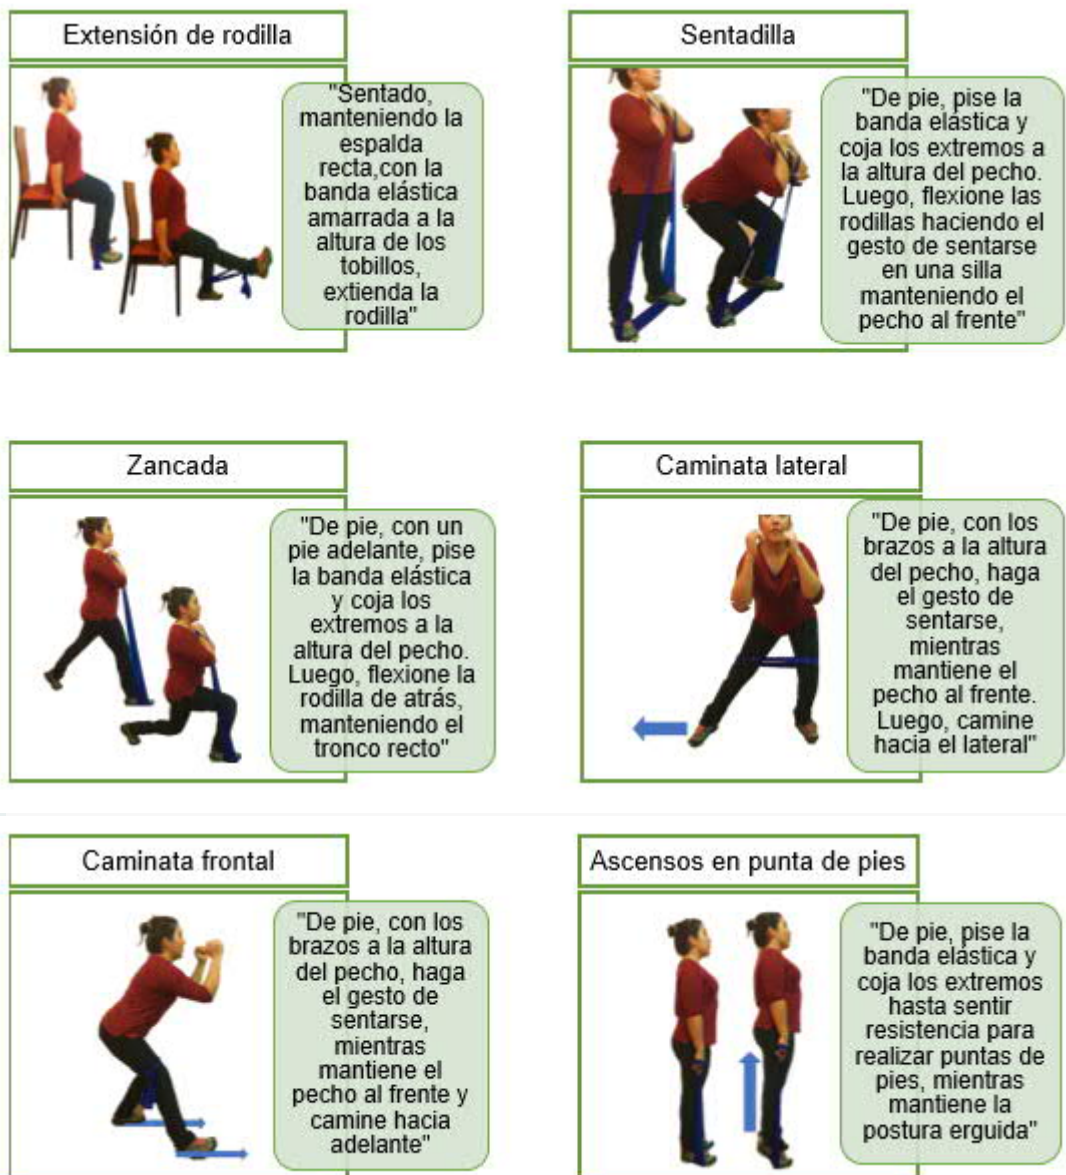 Extensión de rodilla
"Sentado,
manteniendo la
espalda
recta,con la
banda elástica
amarrada a la
altura de los
tobillos,
extienda la
rodilla"
Sentadilla
"De pie, pise la
banda elástica y
coja los extremos a
la altura del pecho.
Luego, flexione las
rodillas haciendo el
gesto de sentarse
en una silla
manteniendo el
pecho al frente"
Zancada
"De pie, con un
pie adelante, pise
la banda elástica
y coja los
extremos a la
altura del pecho.
Luego, flexione la
rodilla de atrás,
manteniendo el
tronco recto"
Caminata lateral
"De pie, con los
brazos a la altura
del pecho, haga
el gesto de
sentarse,
mientras
mantiene el
pecho al frente.
Luego, camine
hacia el lateral"
Caminata frontal
"De pie, con los
brazos a la altura
del pecho, haga
el gesto de
sentarse,
mientras
mantiene el
pecho al frente y
camine hacia
adelante"
Ascensos en punta de pies
"De pie, pise la
banda elástica y
coja los extremos
hasta sentir
resistencia para
realizar puntas de
pies, mientras
mantiene la
postura erguida"